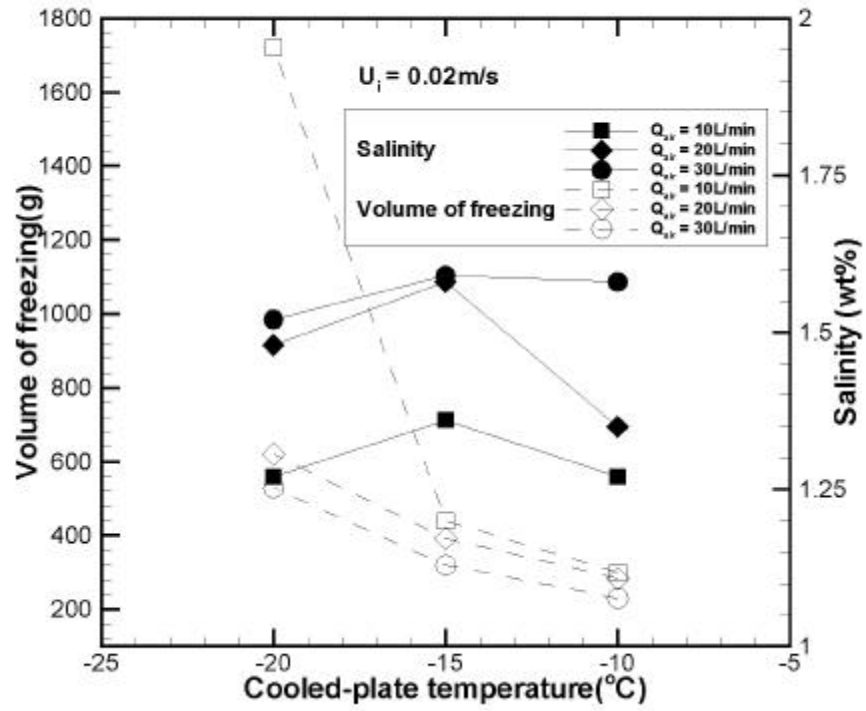 1800
1600
1400
1200
1000
800
600
400
200
Volume of freezing(g)
2
1.75
1.5
1.25
1
Salinity (wt%)
U_i = 0.02m/s
Salinity
Q_air = 10L/min
Q_air = 20L/min
Q_air = 30L/min
Volume of freezing
Q_air = 10L/min
Q_air = 20L/min
Q_air = 30L/min
-25 -20 -15 -10 -5
Cooled-plate temperature(°C)